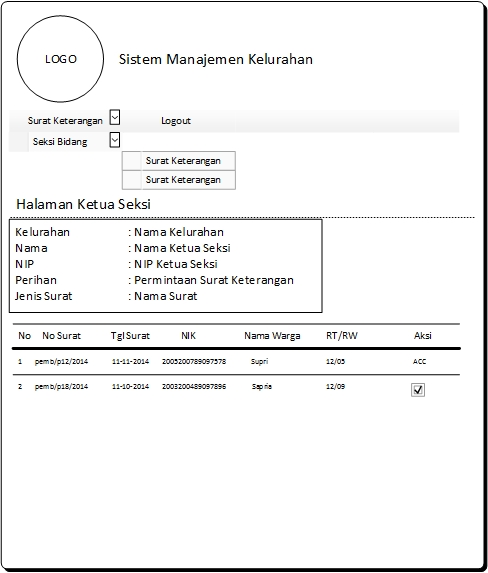 LOGO
Sistem Manajemen Kelurahan
Surat Keterangan Logout
Seksi Bidang
Surat Keterangan
Surat Keterangan
Halaman Ketua Seksi
Kelurahan : Nama Kelurahan
Nama : Nama Ketua Seksi
NIP : NIP Ketua Seksi
Perihan : Permintaan Surat Keterangan
Jenis Surat : Nama Surat
No No Surat Tgl Surat NIK Nama Warga RT/RW Aksi
1 pemb/p12/2014 11-11-2014 2005200789097578 Supri 12/05 ACC
2 pemb/p18/2014 11-10-2014 2003200489097896 Sapria 12/09